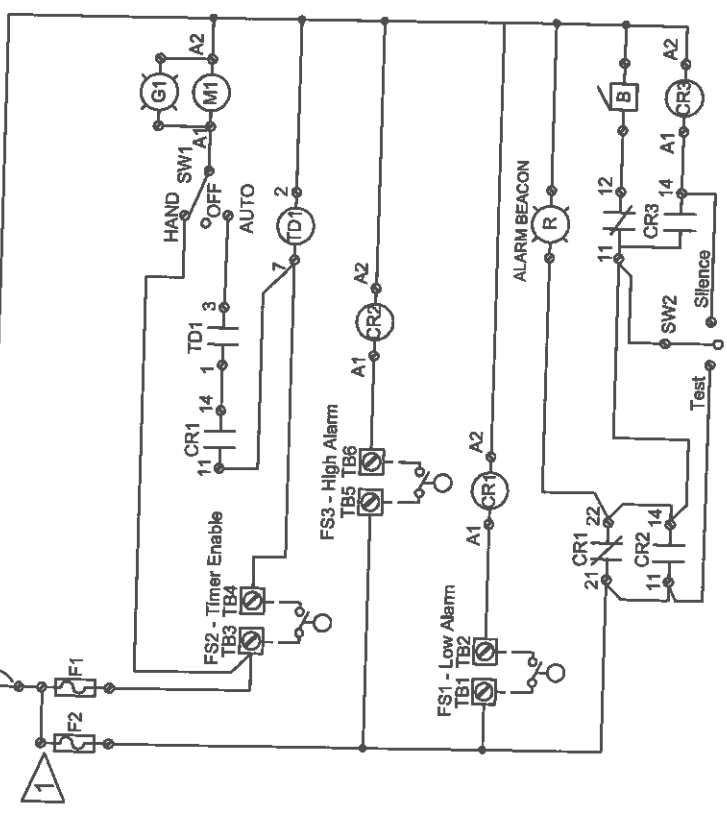 A2
G1
M1
A1
SW1
HAND
OFF
AUTO
2
TD1
7
3
TD1
1
14
CR1
11
FS2 - Timer Enable
TB3 TB4
F1
F2
1
A2
CR2
A1
FS3 - High Alarm
TB5 TB6
A2
CR1
A1
FS1 - Low Alarm
TB1 TB2
ALARM BEACON
R
B
A2
CR3
A1
12
14
CR3
11
SW2
Silence
Test
22
CR1
21
14
CR2
11